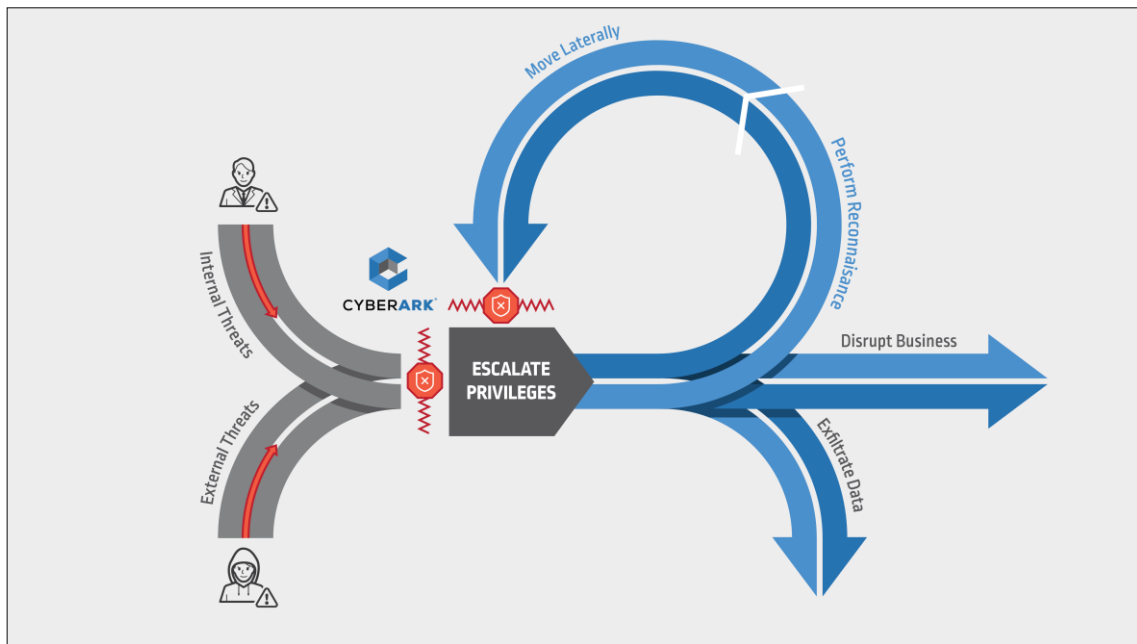 Move Laterally
Perform Reconnaisance
Internal Threats
CYBERARK®
ESCALATE
PRIVILEGES
Disrupt Business
External Threats
Exfiltrate Data